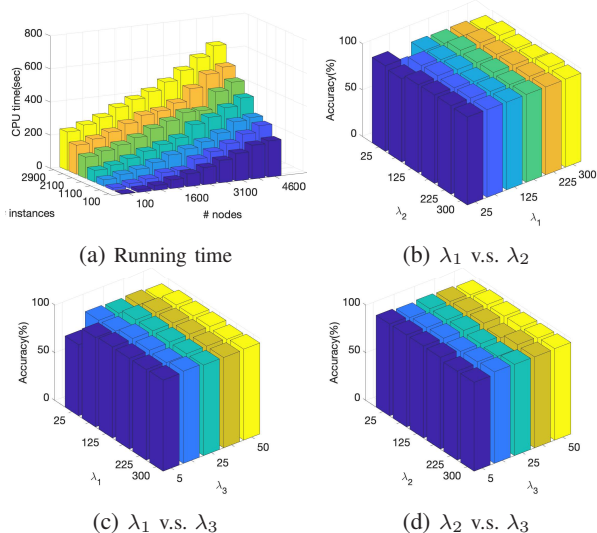 800
600
400
200
0
CPU time(sec)
2900
2100
1100
100
instances
100
1600
3100
4600
# nodes
(a) Running time
100
50
0
Accuracy(%)
25
125
225
300
λ2
25
125
225
300
λ1
(b) λ1 v.s. λ2
100
50
0
Accuracy(%)
25
125
225
300
λ1
5
25
50
λ3
(c) λ1 v.s. λ3
100
50
0
Accuracy(%)
25
125
225
300
λ2
5
25
50
λ3
(d) λ2 v.s. λ3